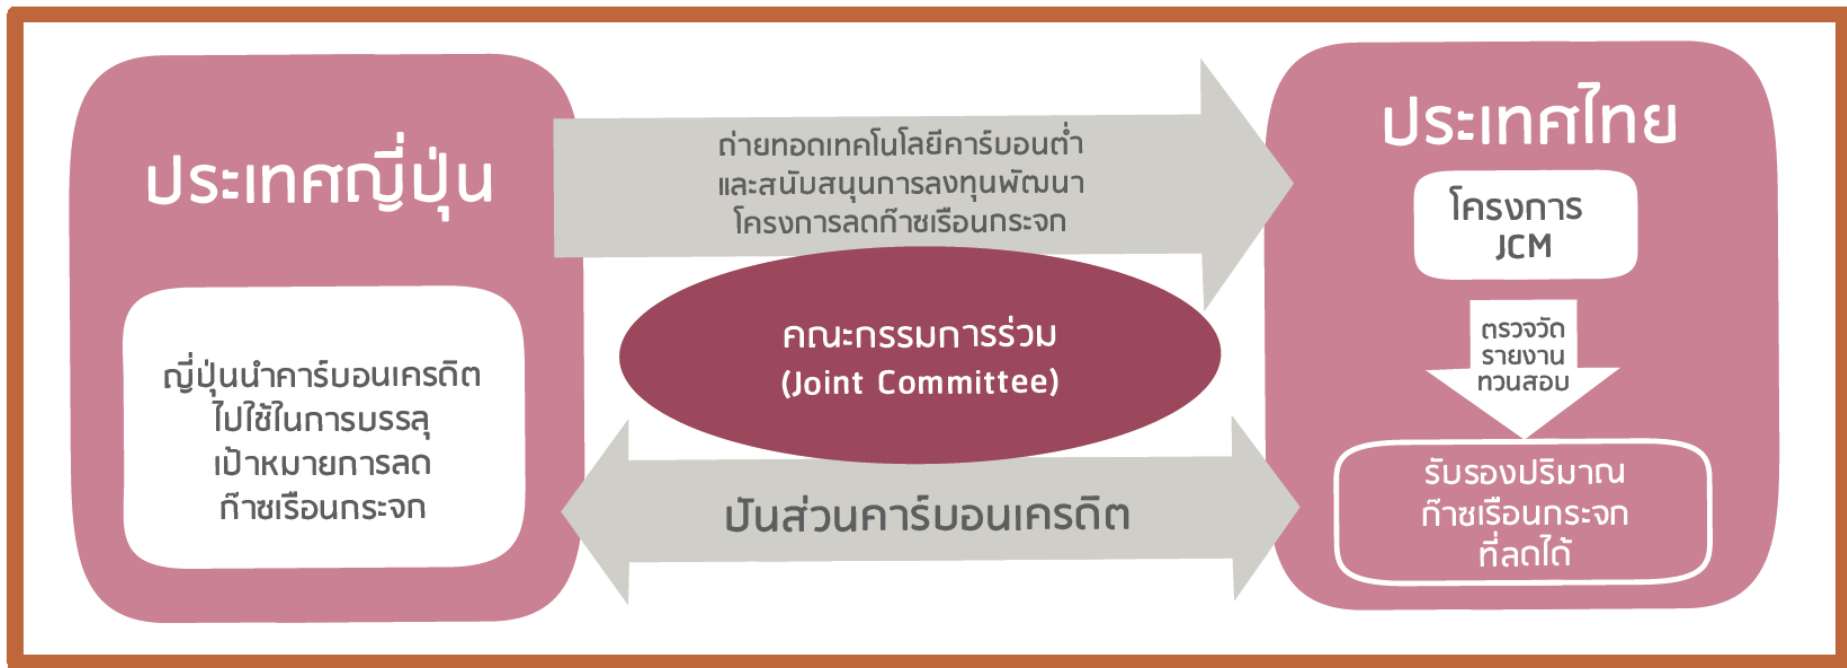 ประเทศญี่ปุ่น
ญี่ปุ่นนำคาร์บอนเครดิต
ไปใช้ในการบรรลุ
เป้าหมายการลด
ก๊าซเรือนกระจก
ถ่ายทอดเทคโนโลยีคาร์บอนต่ำ
และสนับสนุนการลงทุนพัฒนา
โครงการลดก๊าซเรือนกระจก
คณะกรรมการร่วม
(Joint Committee)
ปันส่วนคาร์บอนเครดิต
ประเทศไทย
โครงการ
JCM
ตรวจวัด
รายงาน
ทวนสอบ
รับรองปริมาณ
ก๊าซเรือนกระจก
ที่ลดได้